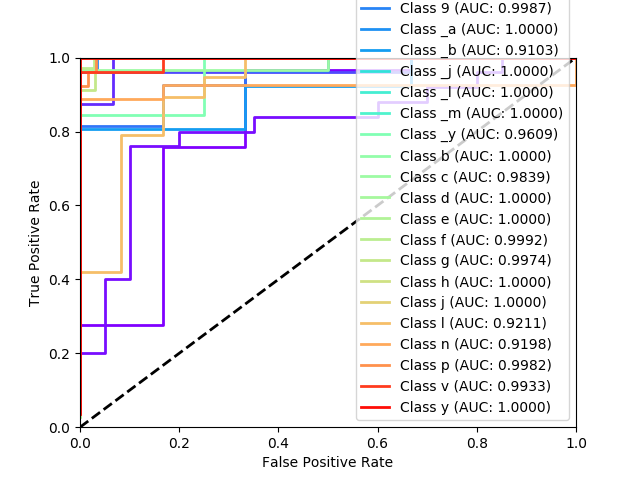 Class 9 (AUC: 0.9987)
Class _a (AUC: 1.0000)
Class _b (AUC: 0.9103)
Class _j (AUC: 1.0000)
Class _l (AUC: 1.0000)
Class _m (AUC: 1.0000)
Class _y (AUC: 0.9609)
Class b (AUC: 1.0000)
Class c (AUC: 0.9839)
Class d (AUC: 1.0000)
Class e (AUC: 1.0000)
Class f (AUC: 0.9992)
Class g (AUC: 0.9974)
Class h (AUC: 1.0000)
Class j (AUC: 1.0000)
Class l (AUC: 0.9211)
Class n (AUC: 0.9198)
Class p (AUC: 0.9982)
Class v (AUC: 0.9933)
Class y (AUC: 1.0000)
1.0
0.8
0.6
0.4
0.2
0.0
True Positive Rate
0.0 0.2 0.4 0.6 0.8 1.0
False Positive Rate